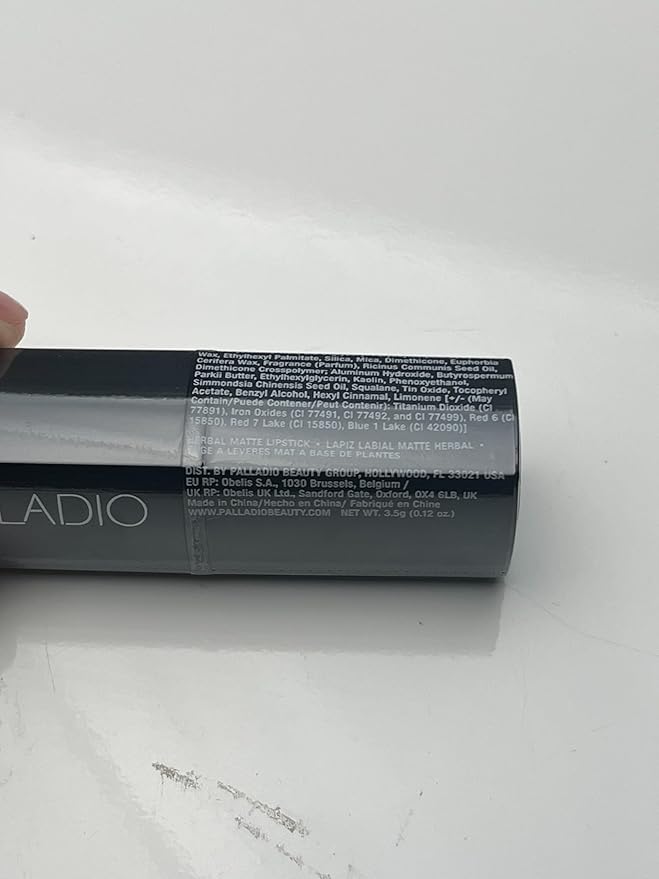 Wax, Ethylhexyl Palmitate, Silica, Mica, Dimethicone, Euphorbia
Cerifera Wax, Fragrance (Parfum), Ricinus Communis Seed Oil,
Dimethicone Crosspolymer; Aluminum Hydroxide, Butyrospermum
Parkii Butter, Ethylhexylglycerin, Kaolin, Phenoxyethanol,
Simmondsia Chinensis Seed Oil, Squalane, Tin Oxide, Tocopheryl
Acetate, Benzyl Alcohol, Hexyl Cinnamal, Limonene [+/- (May
Contain/Puede Contener/Peut Contenir): Titanium Dioxide (CI
77891), Iron Oxides (CI 77491, CI 77492, and CI 77499), Red 6 (CI
15850), Red 7 Lake (CI 15850), Blue 1 Lake (CI 42090)]
ERBAL MATTE LIPSTICK • LAPIZ LABIAL MATTE HERBAL •
GE A LEVERES MAT A BASE DE PLANTES
DIST. BY PALLADIO BEAUTY GROUP, HOLLYWOOD, FL 33021 USA
EU RP: Obelis S.A., 1030 Brussels, Belgium /
UK RP: Obelis UK Ltd., Sandford Gate, Oxford, OX4 6LB, UK
Made in China/Hecho en China/ Fabriqué en Chine
WWW.PALLADIOBEAUTY.COM NET WT. 3.5g (0.12 oz.)
LADIO